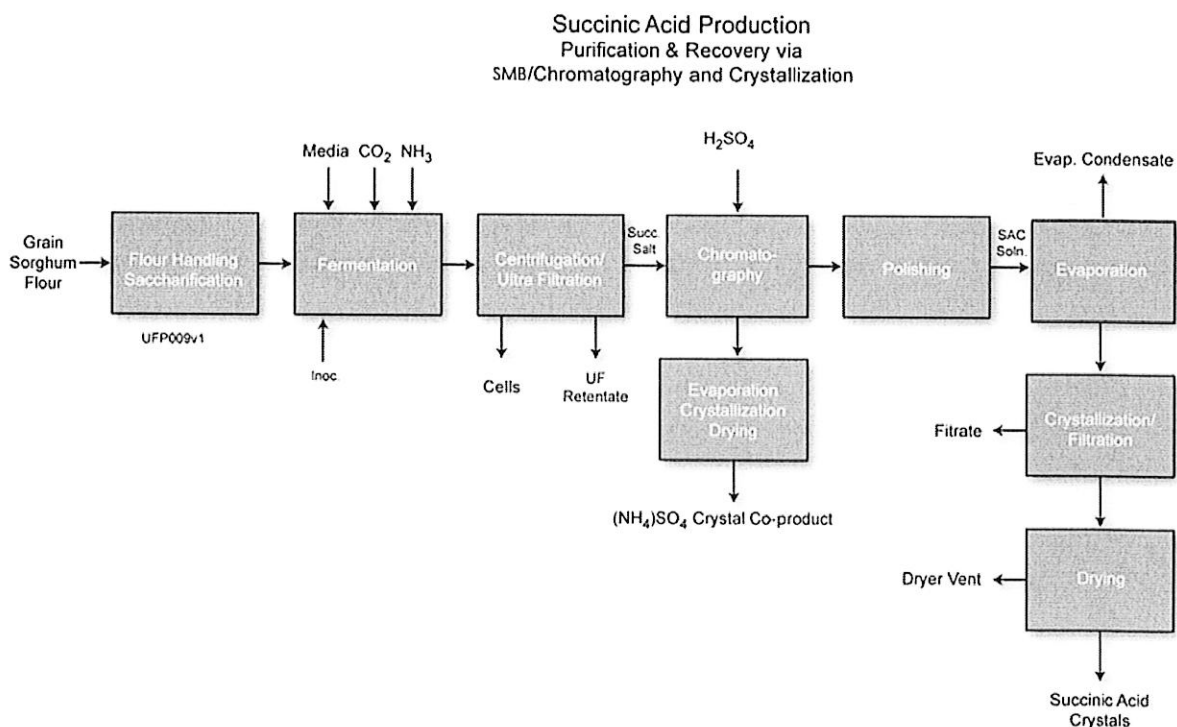 Succinic Acid Production
Purification & Recovery via
SMB/Chromatography and Crystallization
Media CO₂ NH₃
H₂SO₄
Evap. Condensate
Grain
Sorghum
Flour
Flour Handling
Saccharification
Fermentation
Centrifugation/
Ultra Filtration
Succ.
Salt
Chromato-
graphy
Polishing
SAC
Soln.
Evaporation
UFP009v1
Inoc.
Cells
UF
Retentate
Evaporation
Crystallization
Drying
Fitrate
Crystallization/
Filtration
(NH₄)SO₄ Crystal Co-product
Dryer Vent
Drying
Succinic Acid
Crystals